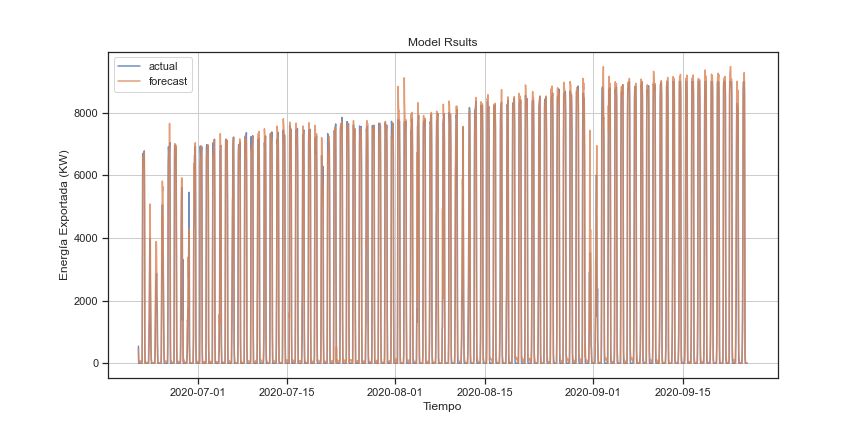 Model Rsults
actual
forecast
8000
6000
4000
2000
0
Energía Exportada (KW)
2020-07-01 2020-07-15 2020-08-01 2020-08-15 2020-09-01 2020-09-15
Tiempo